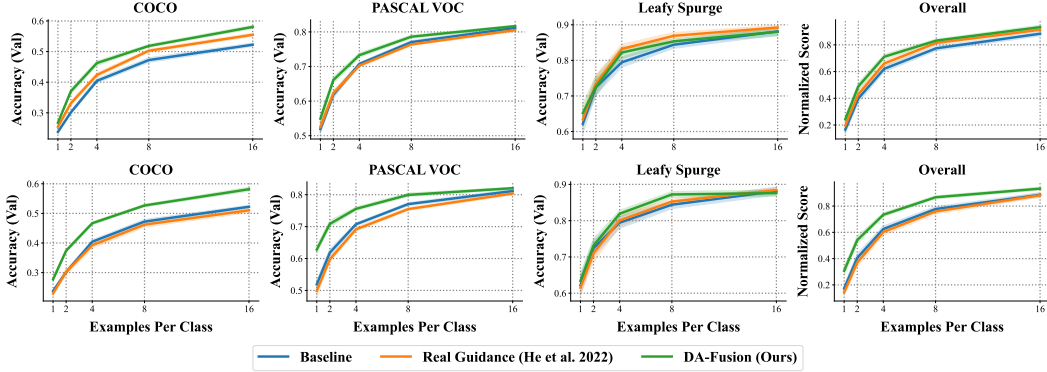 COCO
PASCAL VOC
Leafy Spurge
Overall
Accuracy (Val)
0.5
0.4
0.3
1 2 4 8 16
Accuracy (Val)
0.8
0.7
0.6
0.5
1 2 4 8 16
Accuracy (Val)
0.9
0.8
0.7
0.6
1 2 4 8 16
Normalized Score
0.8
0.6
0.4
0.2
1 2 4 8 16
COCO
PASCAL VOC
Leafy Spurge
Overall
Accuracy (Val)
0.6
0.5
0.4
0.3
1 2 4 8 16
Examples Per Class
Accuracy (Val)
0.8
0.7
0.6
0.5
1 2 4 8 16
Examples Per Class
Accuracy (Val)
0.9
0.8
0.7
0.6
1 2 4 8 16
Examples Per Class
Normalized Score
0.8
0.6
0.4
0.2
1 2 4 8 16
Examples Per Class
Baseline
Real Guidance (He et al. 2022)
DA-Fusion (Ours)